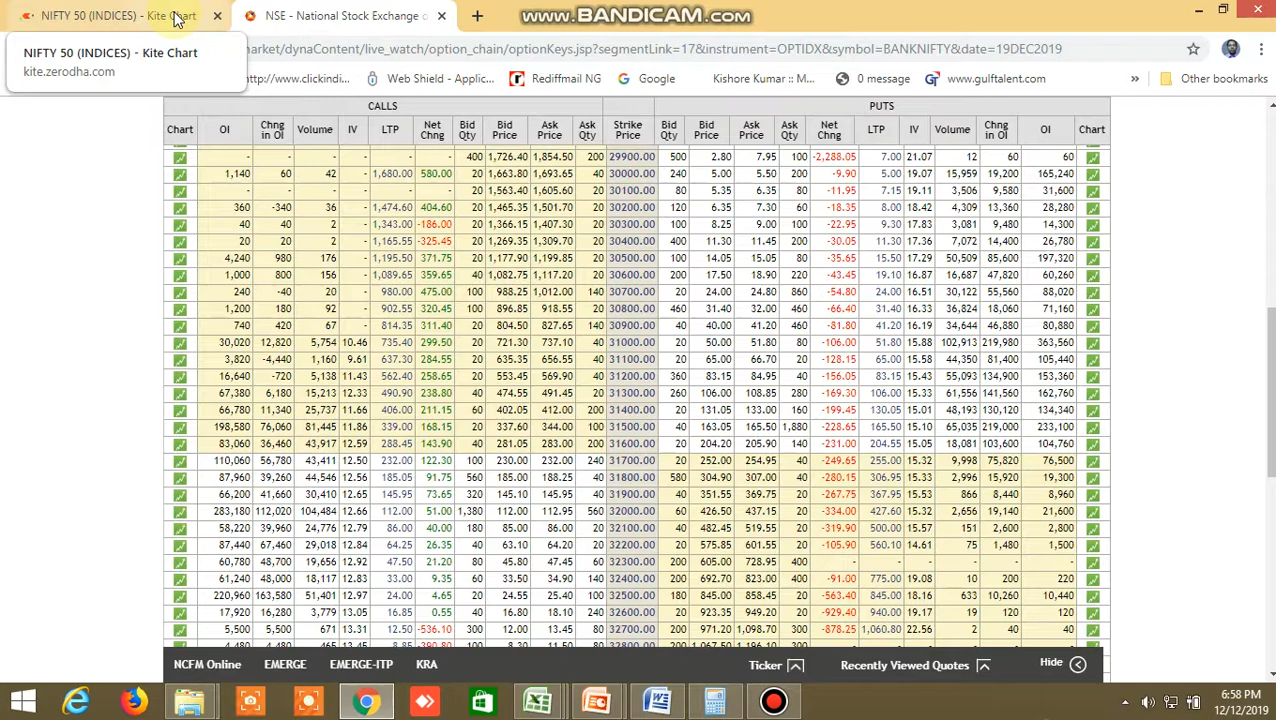 NIFTY 50 (INDICES) - Kite Chart
NSE - National Stock Exchange o
www.BANDICAM.com
NIFTY 50 (INDICES) - Kite Chart
kite.zerodha.com
market/dynaContent/live_watch/option_chain/optionKeys.jsp?segmentLink=17&instrument=OPTIDX&symbol=BANKNIFTY&date=19DEC2019
http://www.clickindi... Web Shield - Applic... Rediffmail NG Google Kishore Kumar :: M... 0 message www.gulftalent.com » Other bookmarks
CALLS PUTS
Chart OI Chng in OI Volume IV LTP Net Chng Bid Qty Bid Price Ask Price Ask Qty Strike Price Bid Qty Bid Price Ask Price Ask Qty Net Chng LTP IV Volume Chng in OI OI Chart
- - - - - - 400 1,726.40 1,854.50 200 29900.00 500 2.80 7.95 100 -2,288.05 7.00 21.07 12 60 60
1,140 60 42 - 1,680.00 580.00 20 1,663.80 1,693.65 40 30000.00 240 5.00 5.50 200 -9.90 5.00 19.07 15,959 19,200 165,240
- - - - - - 20 1,563.40 1,605.60 20 30100.00 80 5.35 6.35 80 -11.95 7.15 19.11 3,506 9,580 31,600
360 -340 36 - 1,474.60 404.60 20 1,465.35 1,501.70 20 30200.00 120 6.35 7.30 60 -18.35 8.00 18.42 4,309 13,360 28,280
40 40 2 - 1,343.00 -186.00 20 1,366.15 1,407.30 20 30300.00 100 8.25 9.00 100 -22.95 9.30 17.83 3,081 9,480 14,300
20 20 2 - 1,165.55 -325.45 20 1,269.35 1,309.70 20 30400.00 400 11.30 11.45 200 -30.05 11.30 17.36 7,072 14,400 26,780
4,240 980 176 - 1,195.50 371.75 20 1,177.90 1,199.85 20 30500.00 100 14.05 15.05 80 -35.65 15.50 17.29 50,509 85,600 197,320
1,000 800 156 - 1,089.65 359.65 40 1,082.75 1,117.20 40 30600.00 200 17.50 18.90 220 -43.45 19.10 16.87 16,687 47,820 60,260
240 -40 20 - 980.00 475.00 100 988.25 1,012.00 140 30700.00 20 24.00 24.80 860 -54.80 24.00 16.51 30,122 55,560 88,020
1,200 180 92 - 902.55 320.45 100 896.85 918.55 20 30800.00 460 31.40 32.00 460 -66.40 31.40 16.33 36,824 18,060 71,360
740 420 67 - 814.35 311.40 20 804.50 827.65 140 30900.00 40 40.00 41.20 460 -81.80 41.20 16.19 34,644 46,880 80,880
30,020 12,820 5,754 10.46 735.40 299.50 20 721.30 737.10 40 31000.00 20 50.00 51.80 80 -106.00 51.80 15.88 102,913 219,980 363,560
3,820 -4,440 1,160 9.61 637.30 284.55 20 635.35 656.55 40 31100.00 20 65.00 66.70 20 -128.15 65.00 15.58 44,350 81,100 105,440
16,640 -720 5,138 11.43 562.40 258.65 20 553.45 569.90 40 31200.00 360 83.15 84.95 40 -156.05 83.15 15.43 55,093 134,900 153,360
67,380 6,180 15,213 12.33 490.90 238.80 20 474.55 491.45 20 31300.00 260 106.00 108.85 280 -169.30 106.00 15.33 61,556 141,560 162,760
66,780 11,340 25,737 11.66 406.00 211.15 60 402.05 412.00 200 31400.00 20 131.05 133.00 160 -199.45 130.05 15.01 48,193 130,120 134,340
198,580 76,060 81,445 11.86 339.00 168.15 20 337.60 344.00 100 31500.00 40 163.05 165.50 1,880 -228.65 165.50 15.10 65,035 219,000 233,100
83,060 36,460 43,917 12.59 288.45 143.90 40 281.05 283.00 200 31600.00 20 204.20 205.90 140 -231.00 204.55 15.05 18,081 103,600 104,760
110,060 56,780 43,411 12.50 232.00 122.30 100 230.00 232.00 240 31700.00 20 252.00 254.95 40 -249.65 255.00 15.32 9,998 75,820 76,500
87,960 39,260 44,546 12.56 185.05 91.75 560 185.00 188.25 40 31800.00 580 304.90 307.00 40 -280.15 306.95 15.33 2,996 15,920 19,300
66,200 41,660 30,410 12.65 145.95 73.65 320 145.10 145.95 40 31900.00 40 351.55 369.75 20 -267.75 367.95 15.53 866 8,440 8,960
283,180 112,020 104,484 12.66 112.00 51.00 1,380 112.00 112.95 560 32000.00 60 426.50 437.15 20 -334.00 427.60 15.32 2,656 19,140 21,600
58,220 39,960 24,776 12.79 86.00 40.00 180 85.00 86.00 20 32100.00 40 482.45 519.55 40 -319.90 500.00 15.57 151 2,600 2,800
87,440 67,460 29,018 12.84 64.25 26.35 40 63.10 64.20 20 32200.00 20 575.85 601.55 20 -105.90 560.10 14.61 75 1,480 1,500
60,780 48,700 19,656 12.92 47.50 21.20 80 45.80 47.45 60 32300.00 200 605.00 728.95 400 - - - - - -
61,240 48,000 18,117 12.83 33.00 9.35 60 33.50 34.90 140 32400.00 200 692.70 823.00 400 -91.00 775.00 19.08 10 200 220
220,960 163,580 51,401 12.97 24.00 4.65 20 24.55 25.40 100 32500.00 180 845.00 858.45 20 -563.40 845.00 18.16 633 10,260 10,440
17,920 16,280 3,779 13.05 16.85 0.55 40 16.80 18.10 240 32600.00 20 923.35 949.20 20 -929.40 940.00 19.17 19 120 120
5,500 5,500 671 13.31 12.50 -536.10 300 12.00 13.45 80 32700.00 200 971.20 1,098.70 300 -878.25 1,060.80 22.56 2 40 40
NCFM Online EMERGE EMERGE-ITP KRA Ticker Recently Viewed Quotes Hide
6:58 PM
12/12/2019